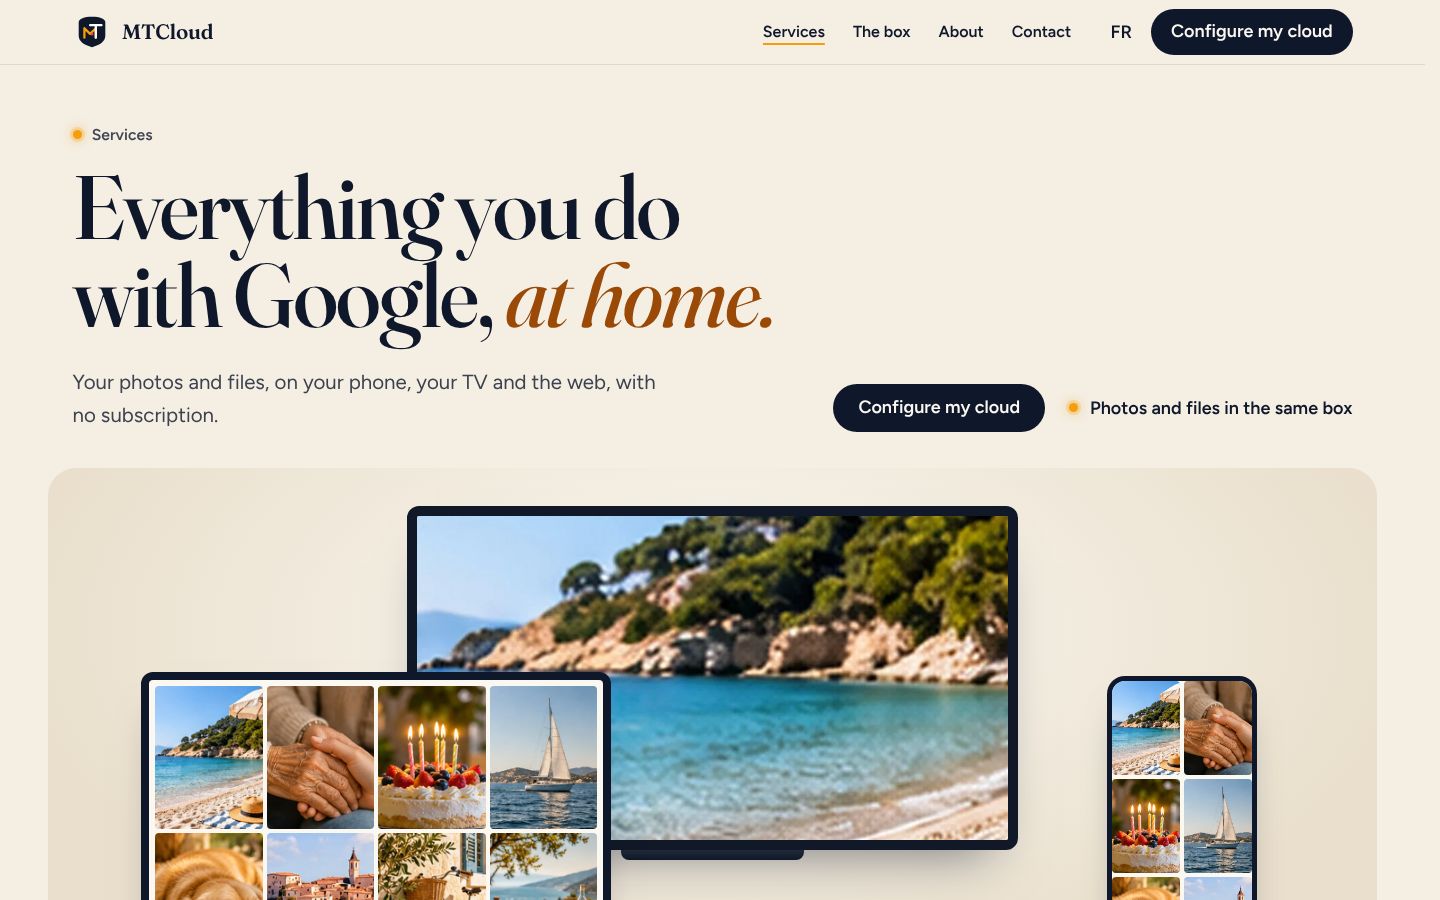 MTCloud
Services
The box
About
Contact
FR
Configure my cloud
Services
Everything you do
with Google, at home.
Your photos and files, on your phone, your TV and the web, with
no subscription.
Configure my cloud
Photos and files in the same box